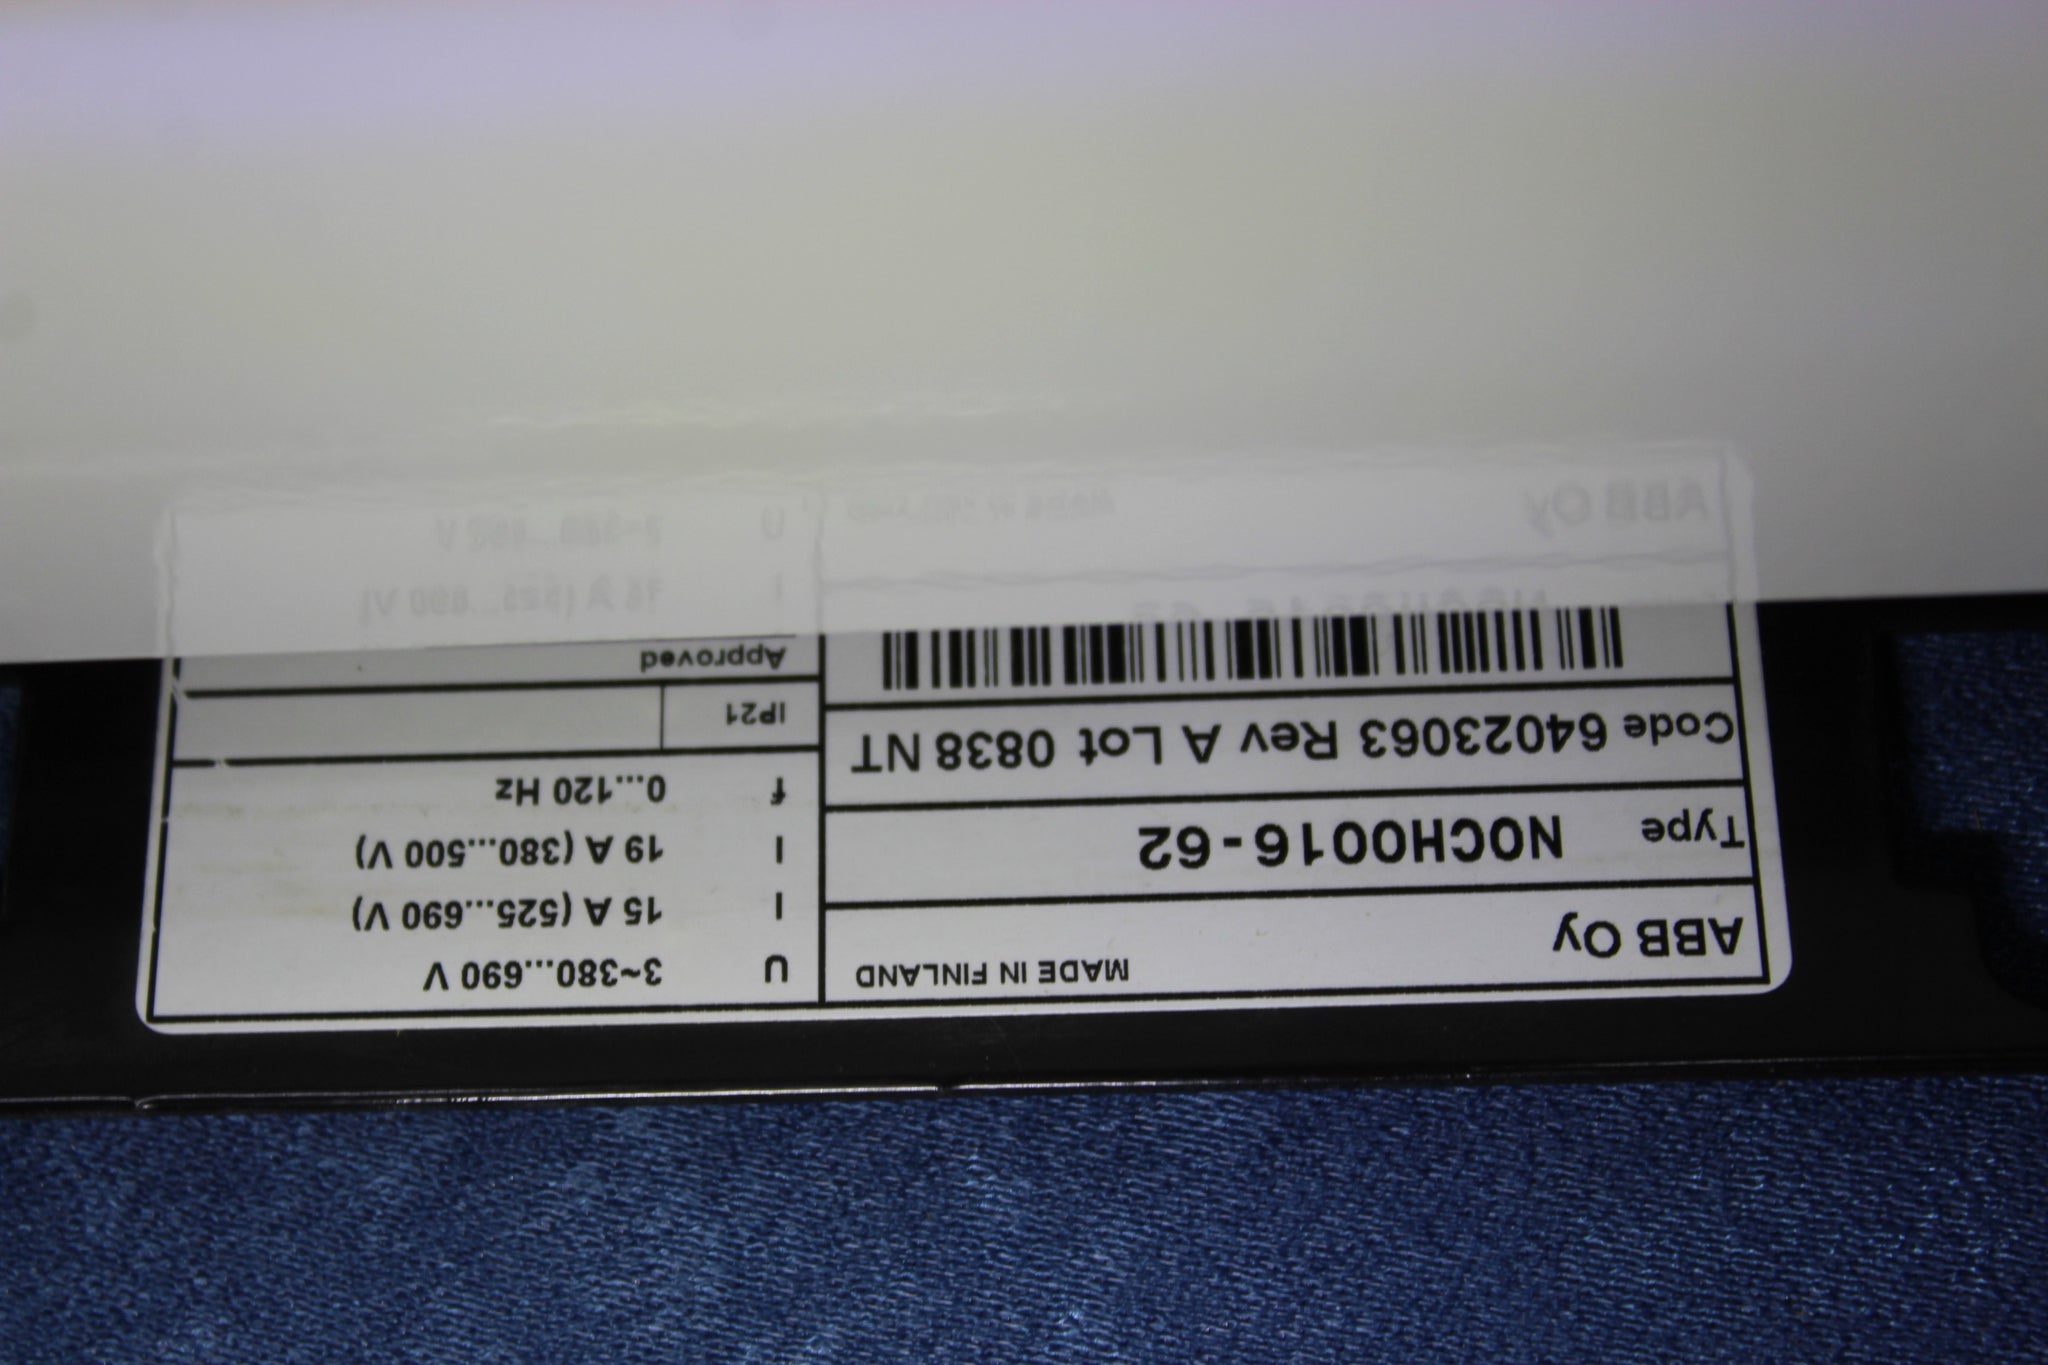 ABB Oy MADE IN FINLAND
Type NOCH0016-62
Code 64023063 Rev A Lot 0838 NT
U 3~380...690 V
I 15 A (525...690 V)
I 19 A (380...500 V)
f 0...120 Hz
IP21
Approved